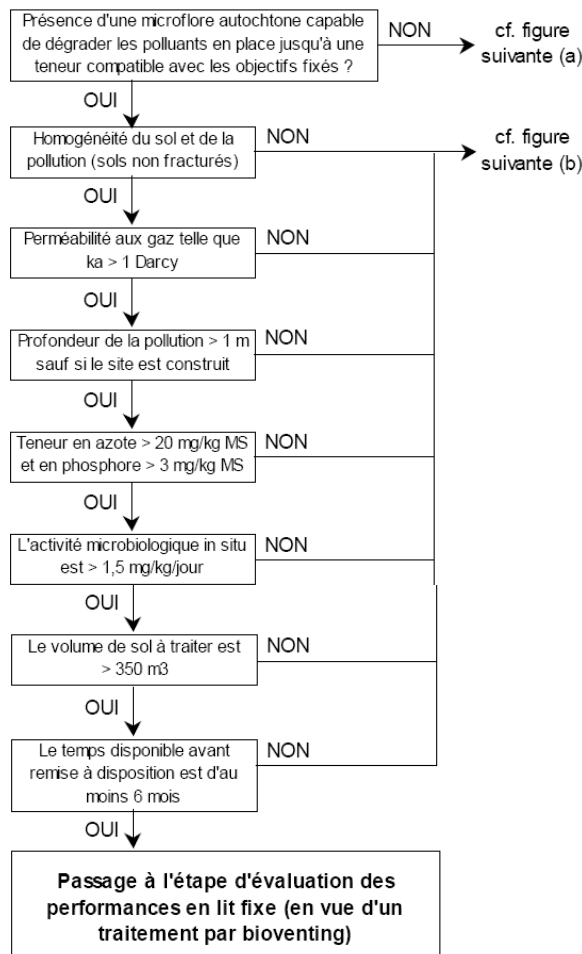 Présence d'une microflore autochtone capable
de dégrader les polluants en place jusqu'à une
teneur compatible avec les objectifs fixés ?
NON
cf. figure
suivante (a)
OUI
Homogénéité du sol et de la
pollution (sols non fracturés)
NON
cf. figure
suivante (b)
OUI
Perméabilité aux gaz telle que
ka > 1 Darcy
NON
OUI
Profondeur de la pollution > 1 m
sauf si le site est construit
NON
OUI
Teneur en azote > 20 mg/kg MS
et en phosphore > 3 mg/kg MS
NON
OUI
L'activité microbiologique in situ
est > 1,5 mg/kg/jour
NON
OUI
Le volume de sol à traiter est
> 350 m3
NON
OUI
Le temps disponible avant
remise à disposition est d'au
moins 6 mois
NON
OUI
Passage à l'étape d'évaluation des
performances en lit fixe (en vue d'un
traitement par bioventing)